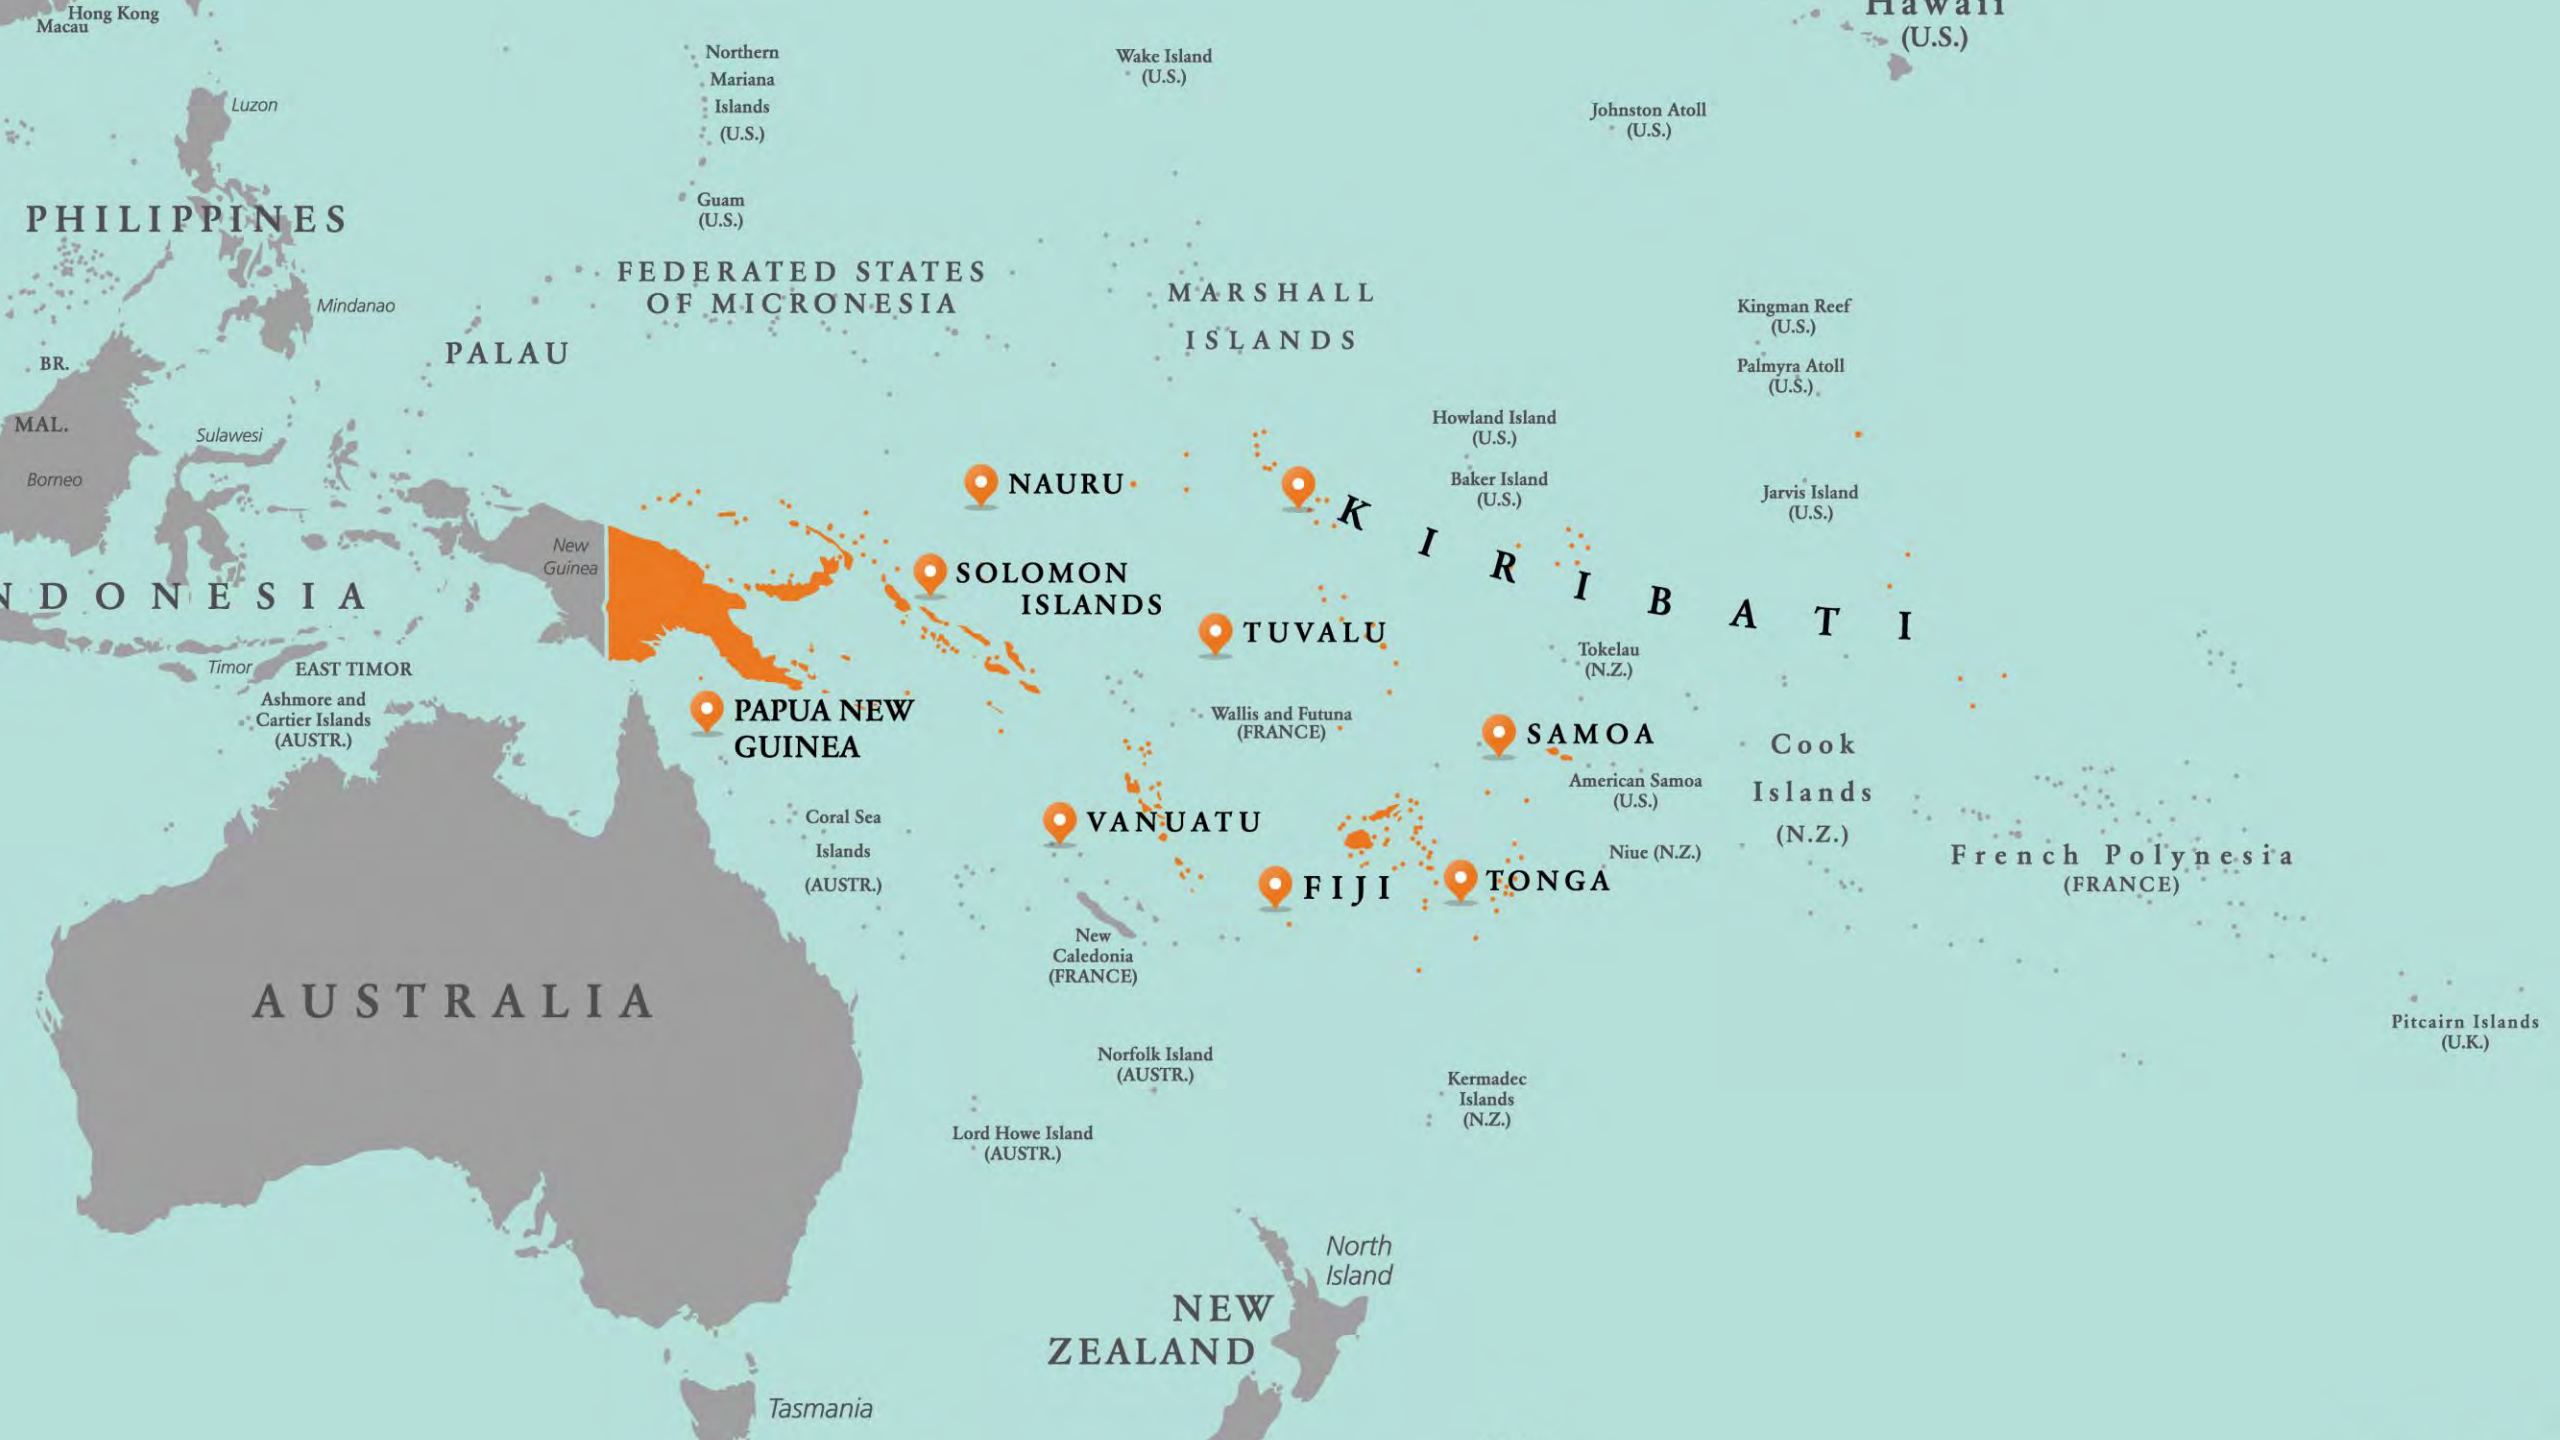 Hong Kong
Macau
Hawaii
(U.S.)
Northern
Mariana
Islands
(U.S.)
Wake Island
(U.S.)
Luzon
Johnston Atoll
(U.S.)
Guam
(U.S.)
PHILIPPINES
FEDERATED STATES
OF MICRONESIA
MARSHALL
ISLANDS
Mindanao
Kingman Reef
(U.S.)
PALAU
BR.
Palmyra Atoll
(U.S.)
MAL.
Sulawesi
Howland Island
(U.S.)
Borneo
NAURU
Baker Island
(U.S.)
Jarvis Island
(U.S.)
KIRIBATI
New
Guinea
SOLOMON
ISLANDS
NDONESIA
TUVALU
Tokelau
(N.Z.)
Timor
EAST TIMOR
Ashmore and
Cartier Islands
(AUSTR.)
PAPUA NEW
GUINEA
Wallis and Futuna
(FRANCE)
SAMOA
Cook
Islands
(N.Z.)
American Samoa
(U.S.)
Coral Sea
Islands
(AUSTR.)
VANUATU
Niue (N.Z.)
French Polynesia
(FRANCE)
FIJI
TONGA
New
Caledonia
(FRANCE)
AUSTRALIA
Pitcairn Islands
(U.K.)
Norfolk Island
(AUSTR.)
Kermadec
Islands
(N.Z.)
Lord Howe Island
(AUSTR.)
North
Island
NEW
ZEALAND
Tasmania